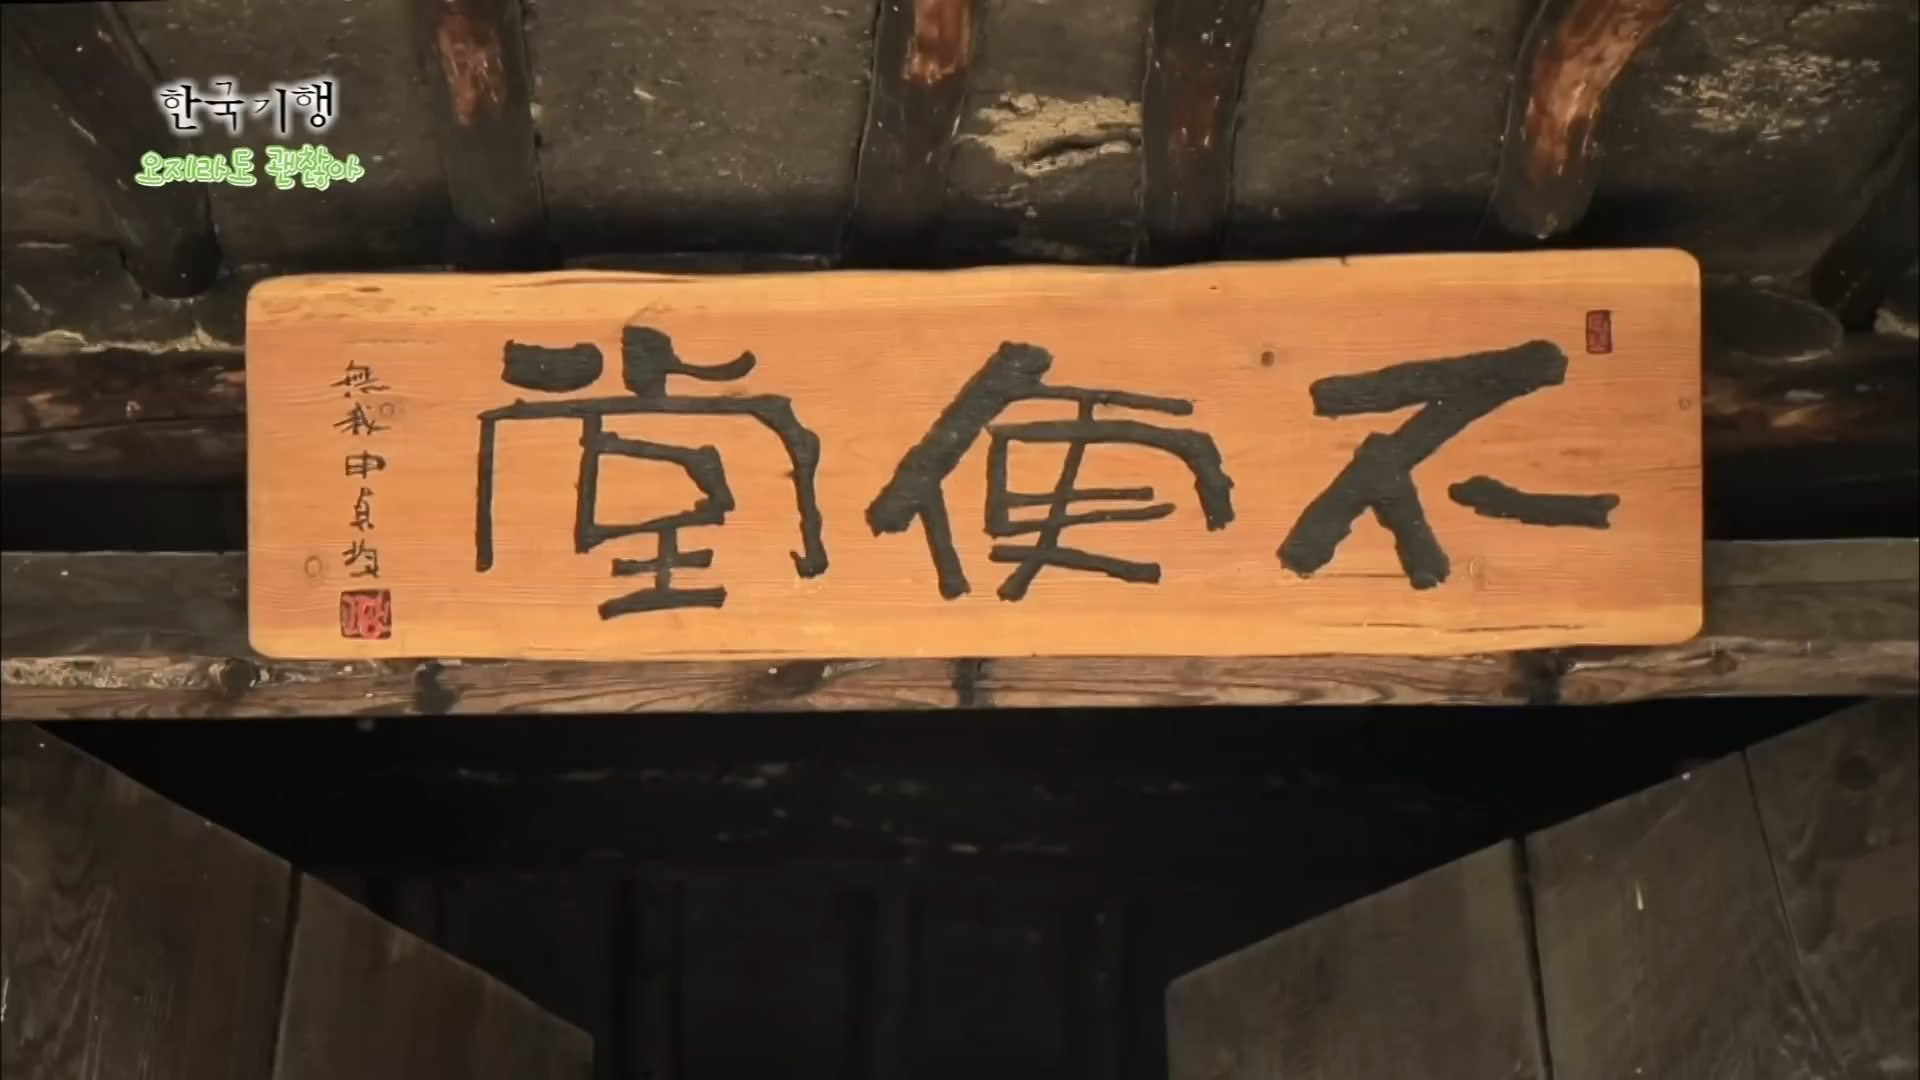 한국기행
오지라도 괜찮아
不便堂
無我申貞均